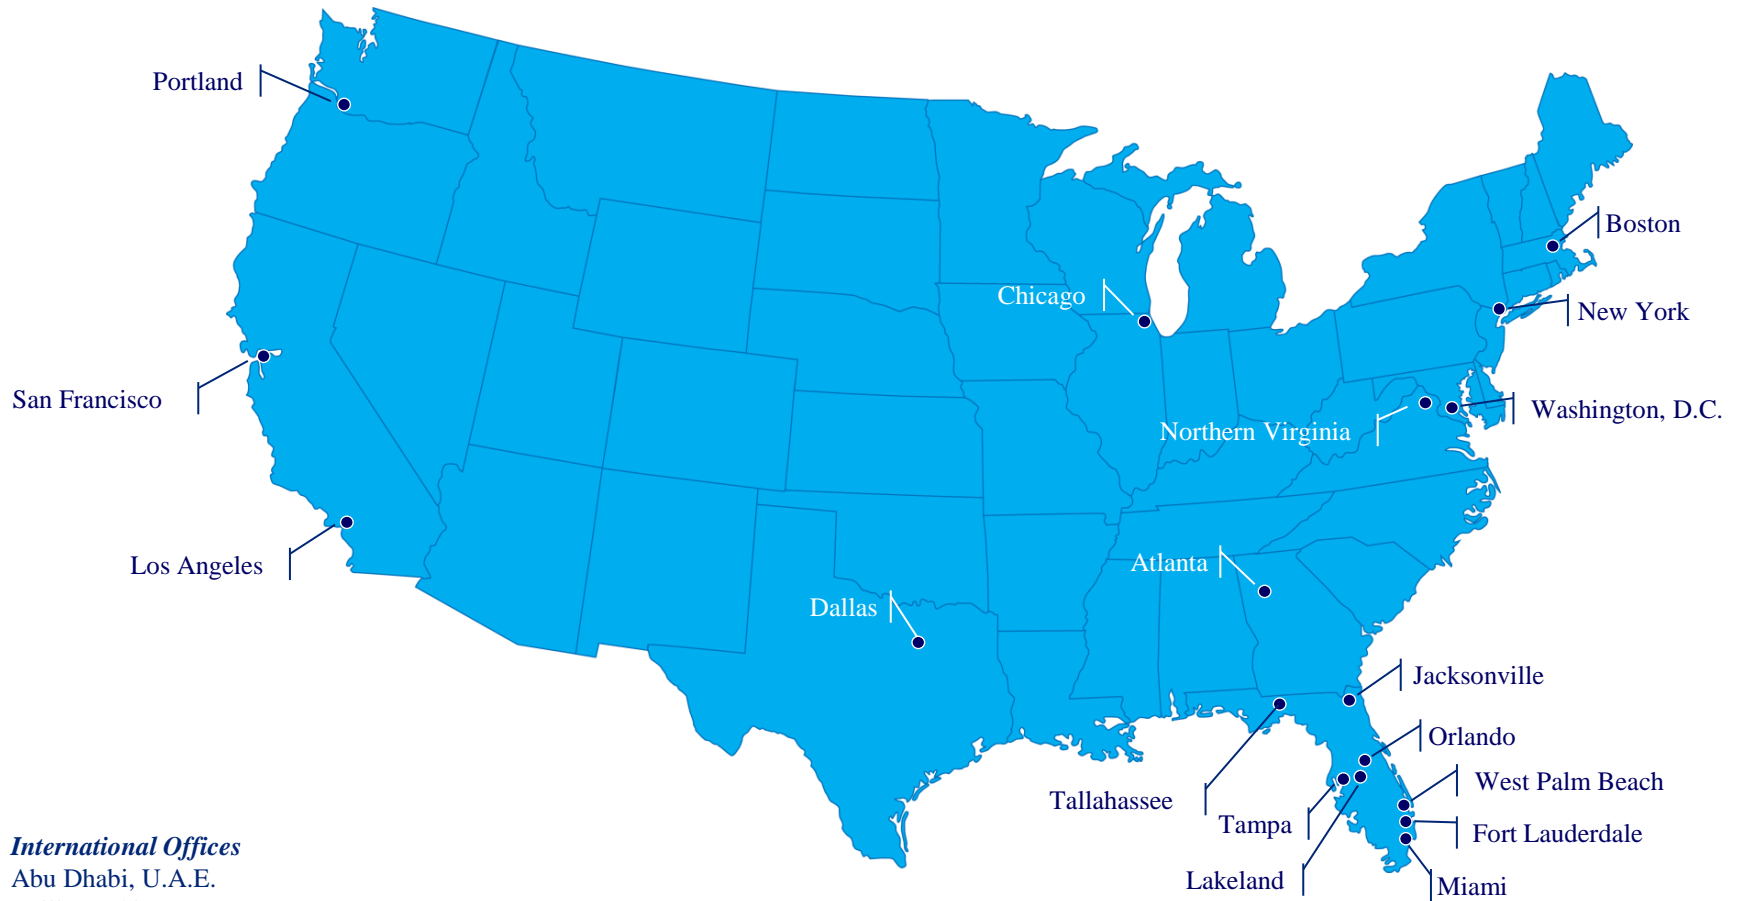 Portland
Boston
Chicago
New York
San Francisco
Washington, D.C.
Northern Virginia
Los Angeles
Atlanta
Dallas
Jacksonville
Orlando
West Palm Beach
Tallahassee
Tampa
Fort Lauderdale
Lakeland
Miami
International Offices
Abu Dhabi, U.A.E.